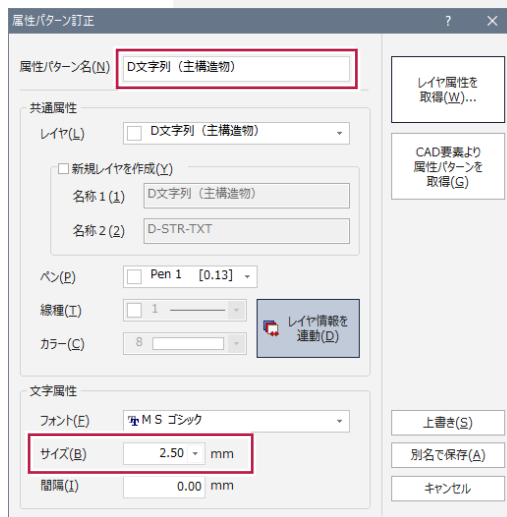 属性パターン訂正 ? ×
属性パターン名(N) D文字列（主構造物）
レイヤ属性を
取得(W)...
共通属性
レイヤ(L) D文字列（主構造物）
CAD要素より
属性パターンを
取得(G)
新規レイヤを作成(Y)
名称１(1) D文字列（主構造物）
名称２(2) D-STR-TXT
ペン(P) Pen 1 [0.13]
線種(T) 1
レイヤ情報を
連動(D)
カラー(C) 8
文字属性
フォント(F) ＭＳ ゴシック
上書き(S)
サイズ(B) 2.50 mm
別名で保存(A)
間隔(I) 0.00 mm
キャンセル